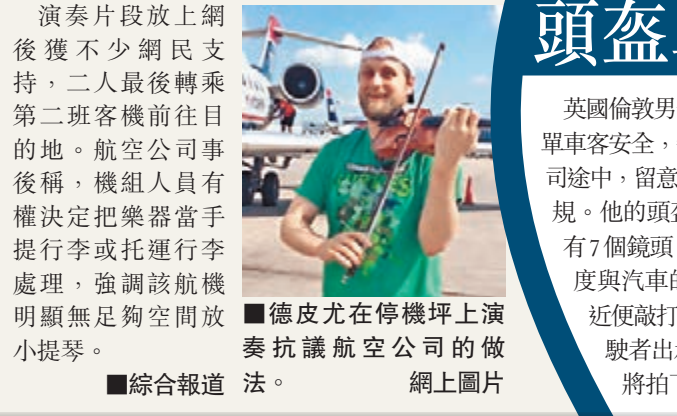 演奏片段放上網
後獲不少網民支
持，二人最後轉乘
第二班客機前往目
的地。航空公司事
後稱，機組人員有
權決定把樂器當手
提行李或托運行李
處理，強調該航機
明顯無足夠空間放
小提琴。
■綜合報道
■德皮尤在停機坪上演
奏抗議航空公司的做
法。 網上圖片
頭盔
英國倫敦男
單車客安全，
司途中，留意
規。他的頭盔
有7個鏡頭
度與汽車的
近便敲打
駛者出
將拍下